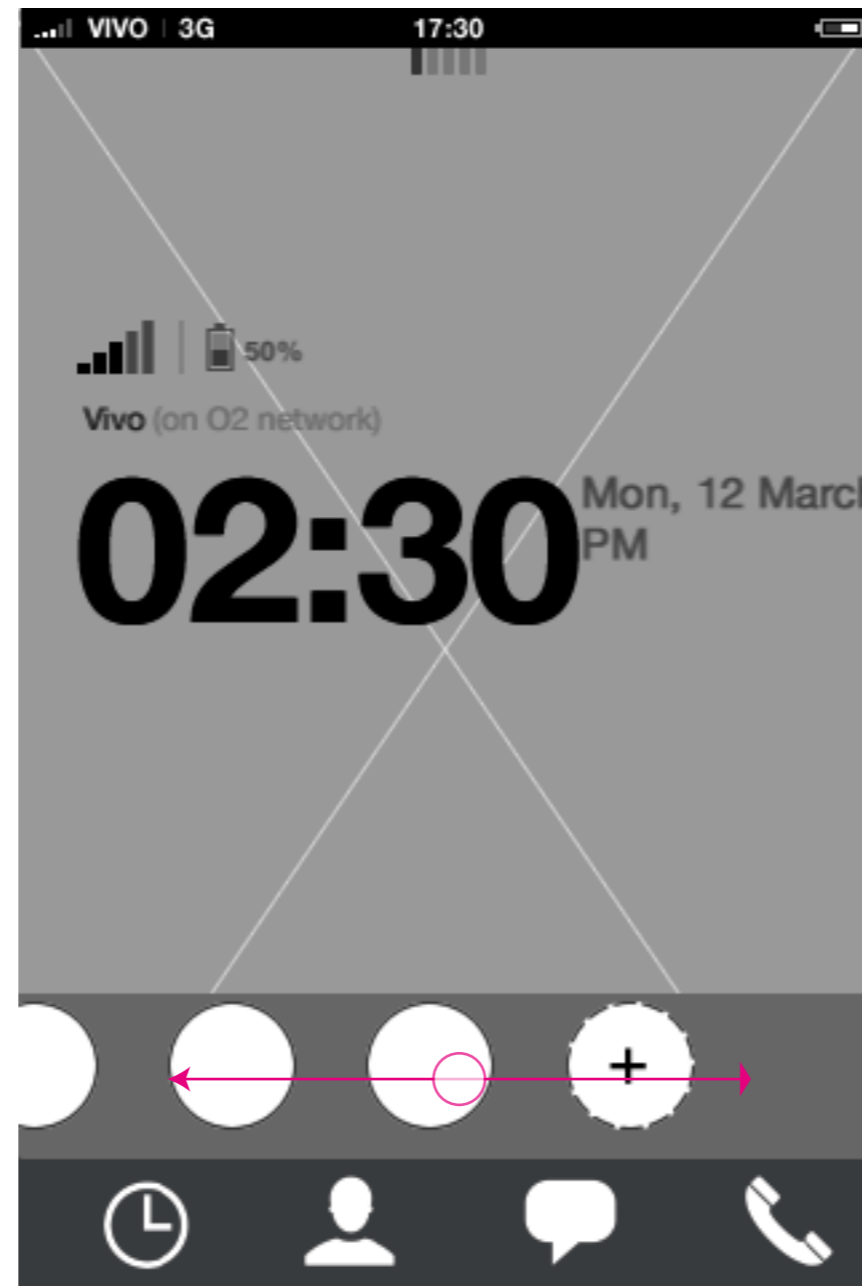 VIVO 3G 17:30
50%
Vivo (on O2 network)
02:30
Mon, 12 March
PM
+